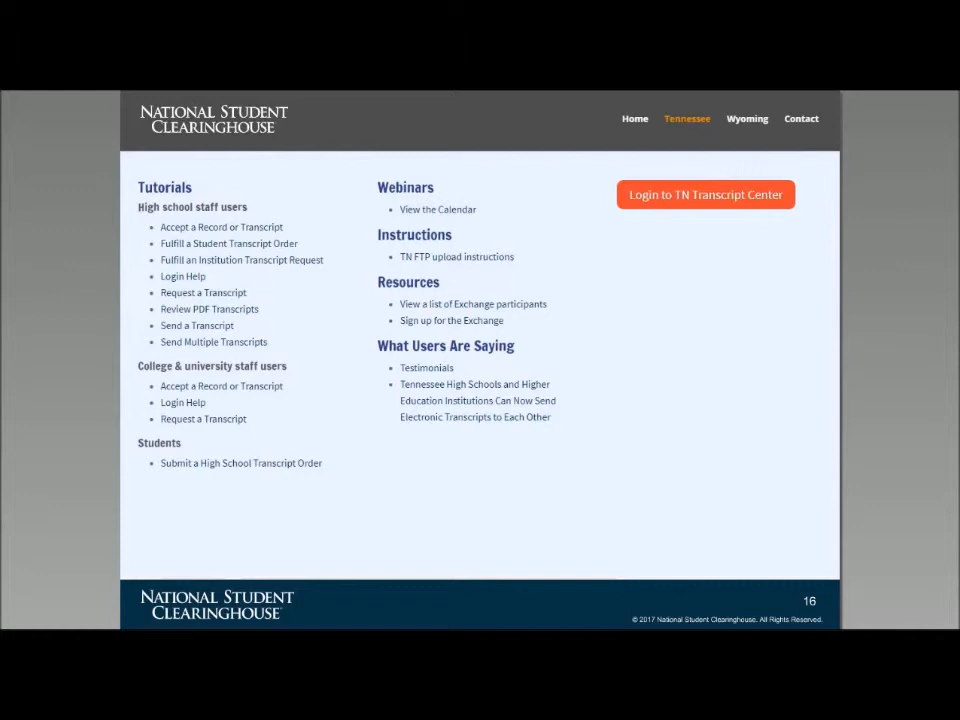 NATIONAL STUDENT
CLEARINGHOUSE
Home Tennessee Wyoming Contact
Tutorials
High school staff users
• Accept a Record or Transcript
• Fulfill a Student Transcript Order
• Fulfill an Institution Transcript Request
• Login Help
• Request a Transcript
• Review PDF Transcripts
• Send a Transcript
• Send Multiple Transcripts
College & university staff users
• Accept a Record or Transcript
• Login Help
• Request a Transcript
Students
• Submit a High School Transcript Order
Webinars
• View the Calendar
Instructions
• TN FTP upload instructions
Resources
• View a list of Exchange participants
• Sign up for the Exchange
What Users Are Saying
• Testimonials
• Tennessee High Schools and Higher
Education Institutions Can Now Send
Electronic Transcripts to Each Other
Login to TN Transcript Center
NATIONAL STUDENT
CLEARINGHOUSE
16
© 2017 National Student Clearinghouse. All Rights Reserved.